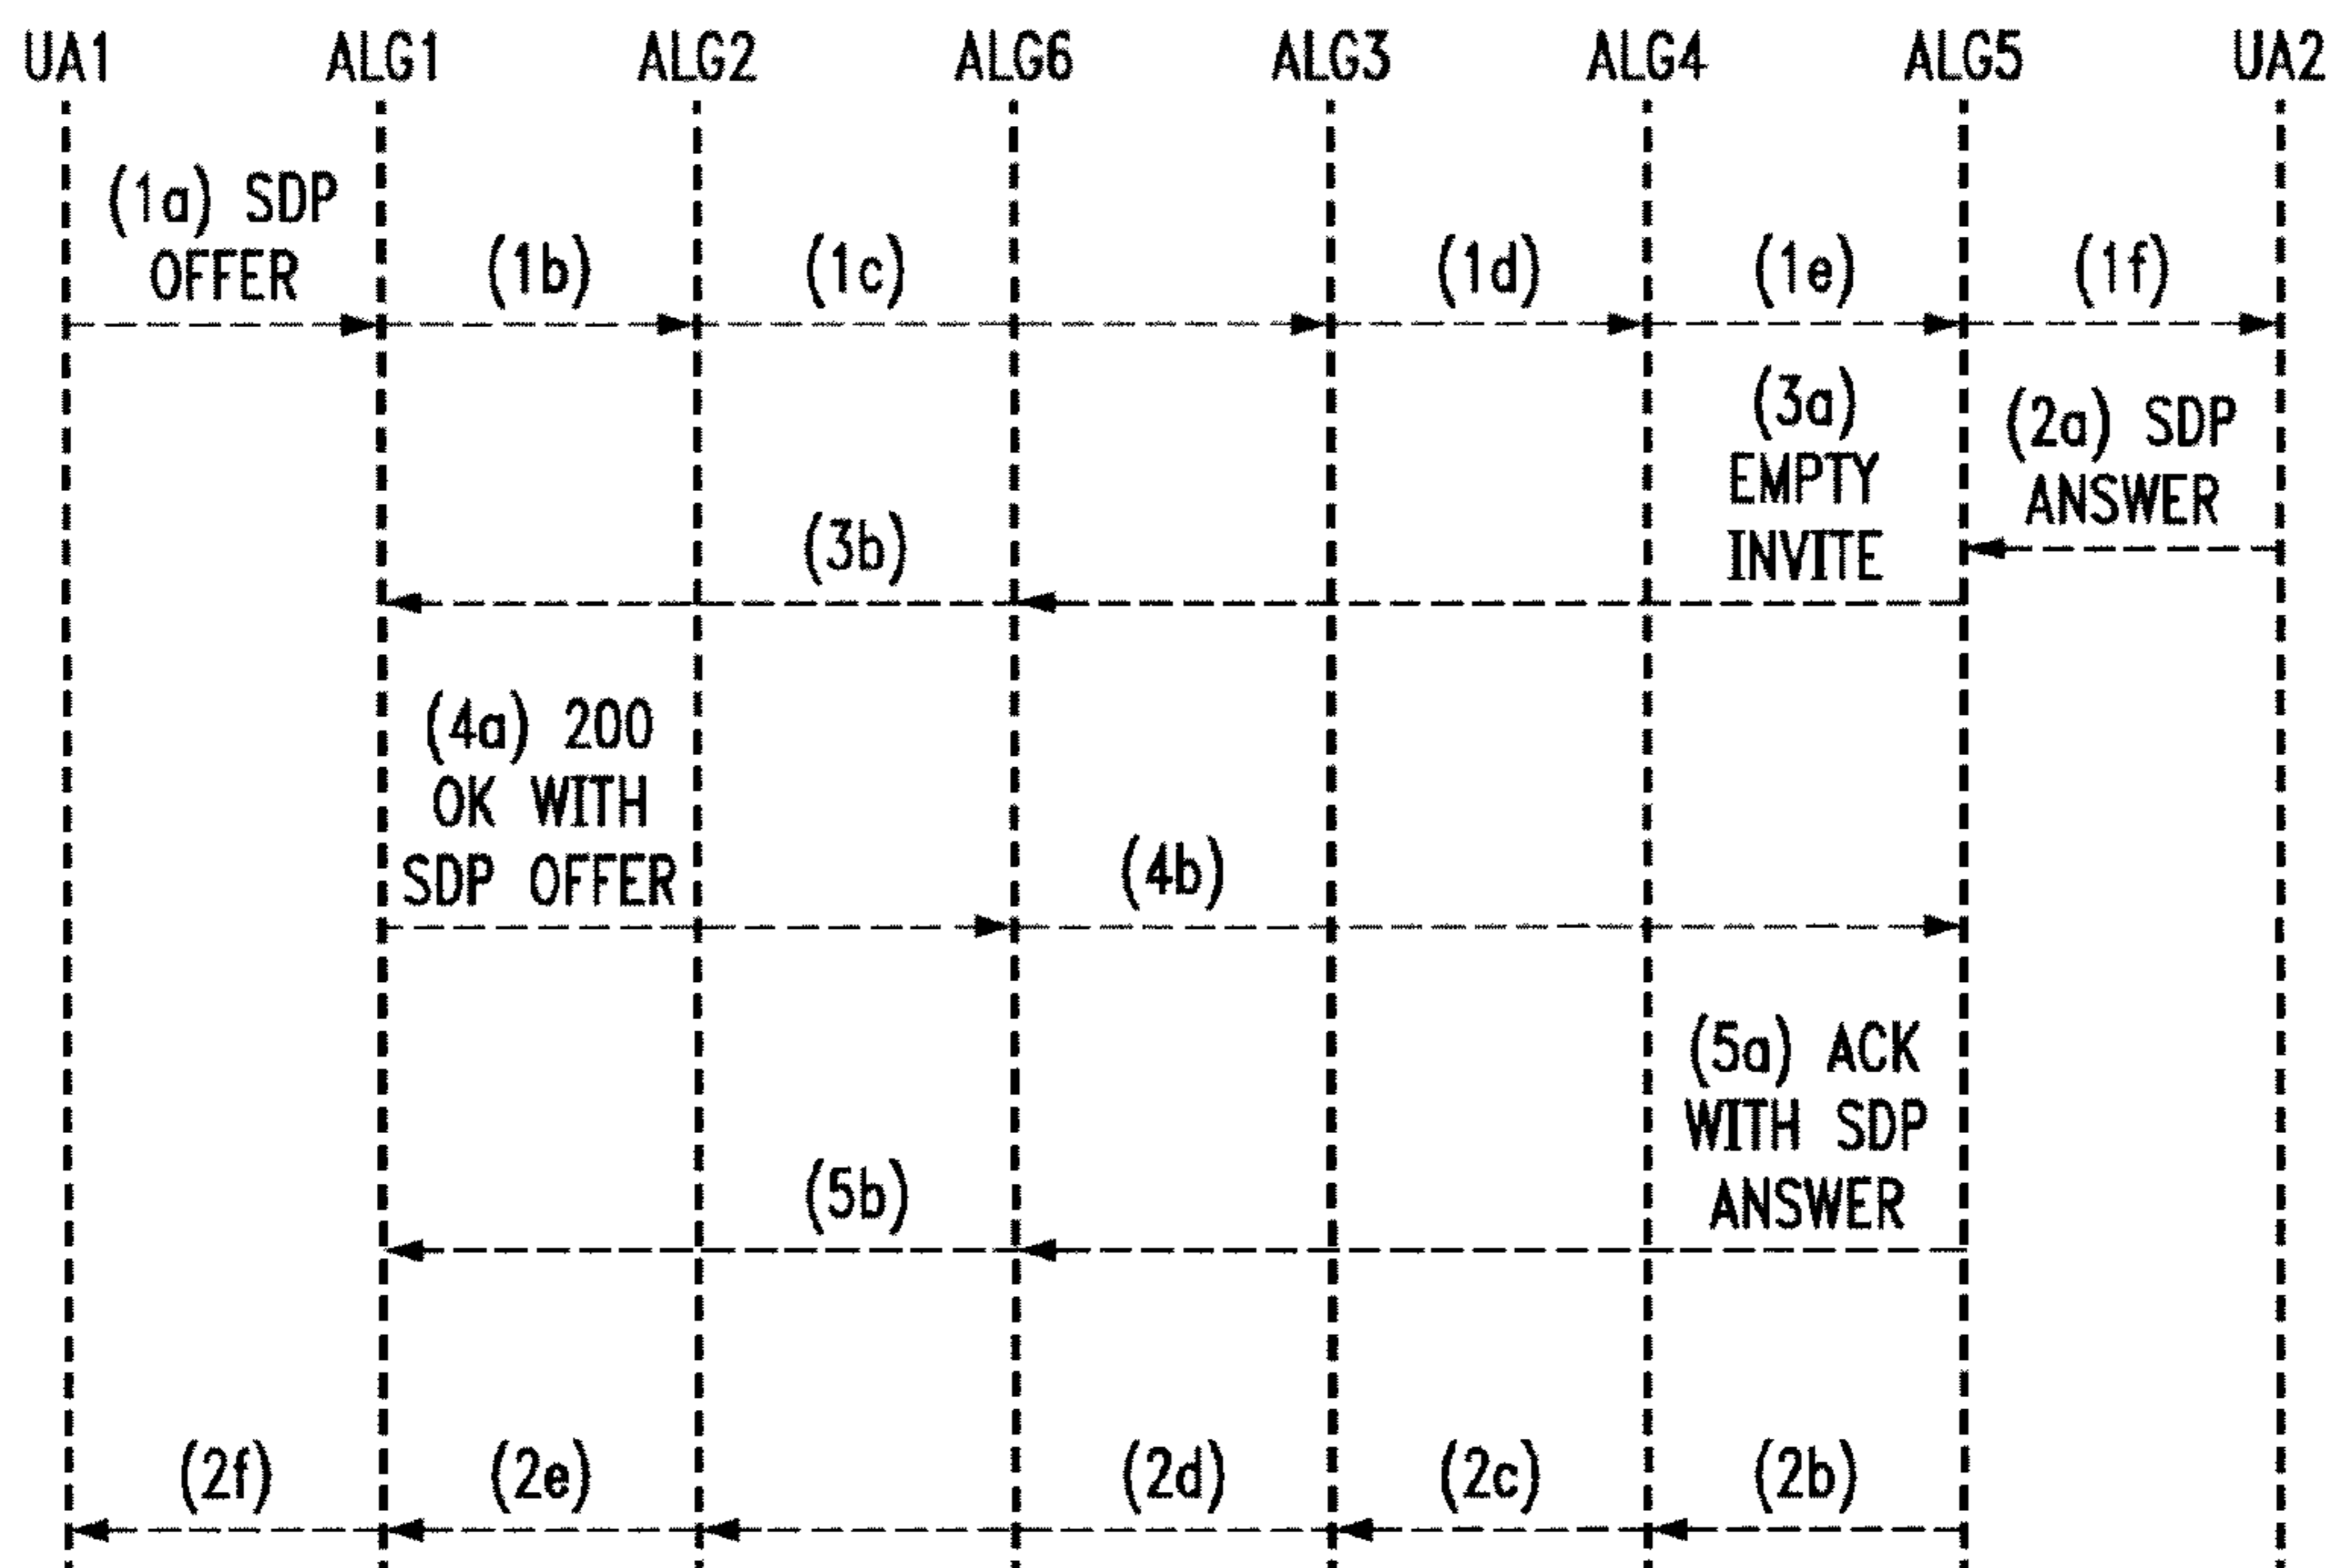 UA1 ALG1 ALG2 ALG6 ALG3 ALG4 ALG5 UA2
(1a) SDP
OFFER
(1b)
(1c)
(1d)
(1e)
(1f)
(3a)
EMPTY
INVITE
(2a) SDP
ANSWER
(3b)
(4a) 200
OK WITH
SDP OFFER
(4b)
(5a) ACK
WITH SDP
ANSWER
(5b)
(2f)
(2e)
(2d)
(2c)
(2b)